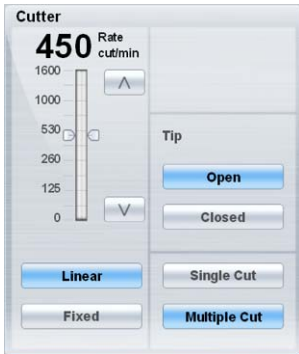 Cutter
450 Rate cut/min
1600
1000
530
260
125
0
Tip
Open
Closed
Linear
Single Cut
Fixed
Multiple Cut